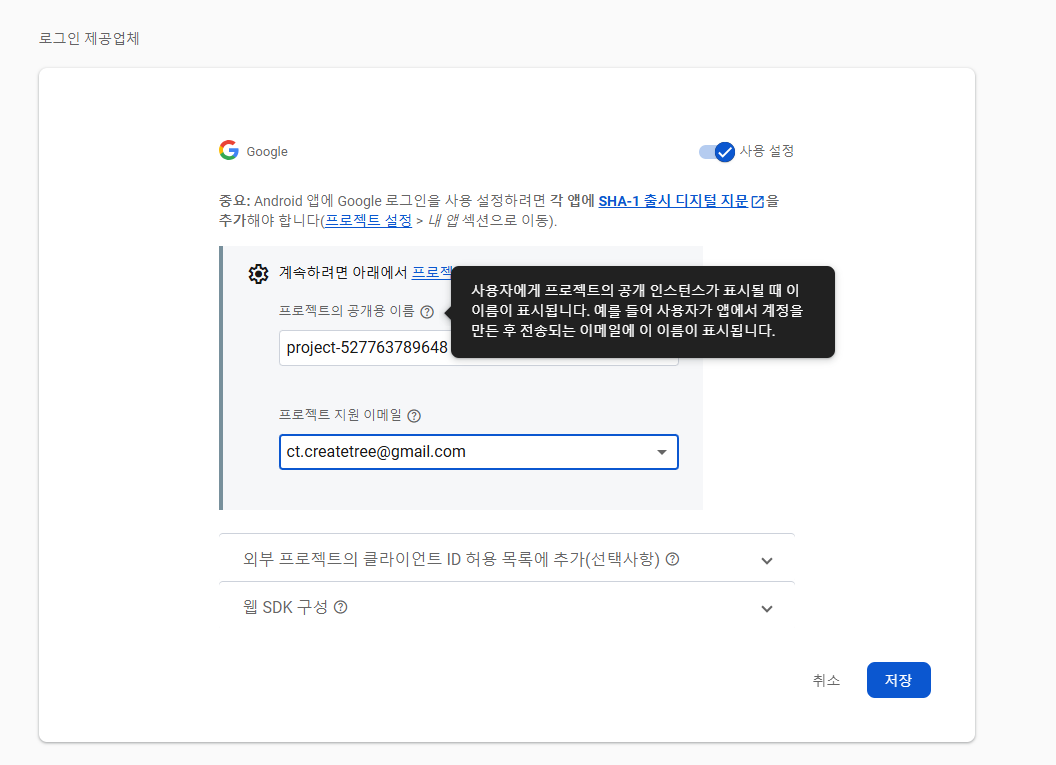 로그인 제공업체
Google
사용 설정
중요: Android 앱에 Google 로그인을 사용 설정하려면 각 앱에 SHA-1 출시 디지털 지문을
추가해야 합니다(프로젝트 설정 > 내 앱 섹션으로 이동).
계속하려면 아래에서 프로젝
사용자에게 프로젝트의 공개 인스턴스가 표시될 때 이
이름이 표시됩니다. 예를 들어 사용자가 앱에서 계정을
만든 후 전송되는 이메일에 이 이름이 표시됩니다.
프로젝트의 공개용 이름
project-527763789648
프로젝트 지원 이메일
ct.createtree@gmail.com
외부 프로젝트의 클라이언트 ID 허용 목록에 추가(선택사항)
웹 SDK 구성
취소
저장